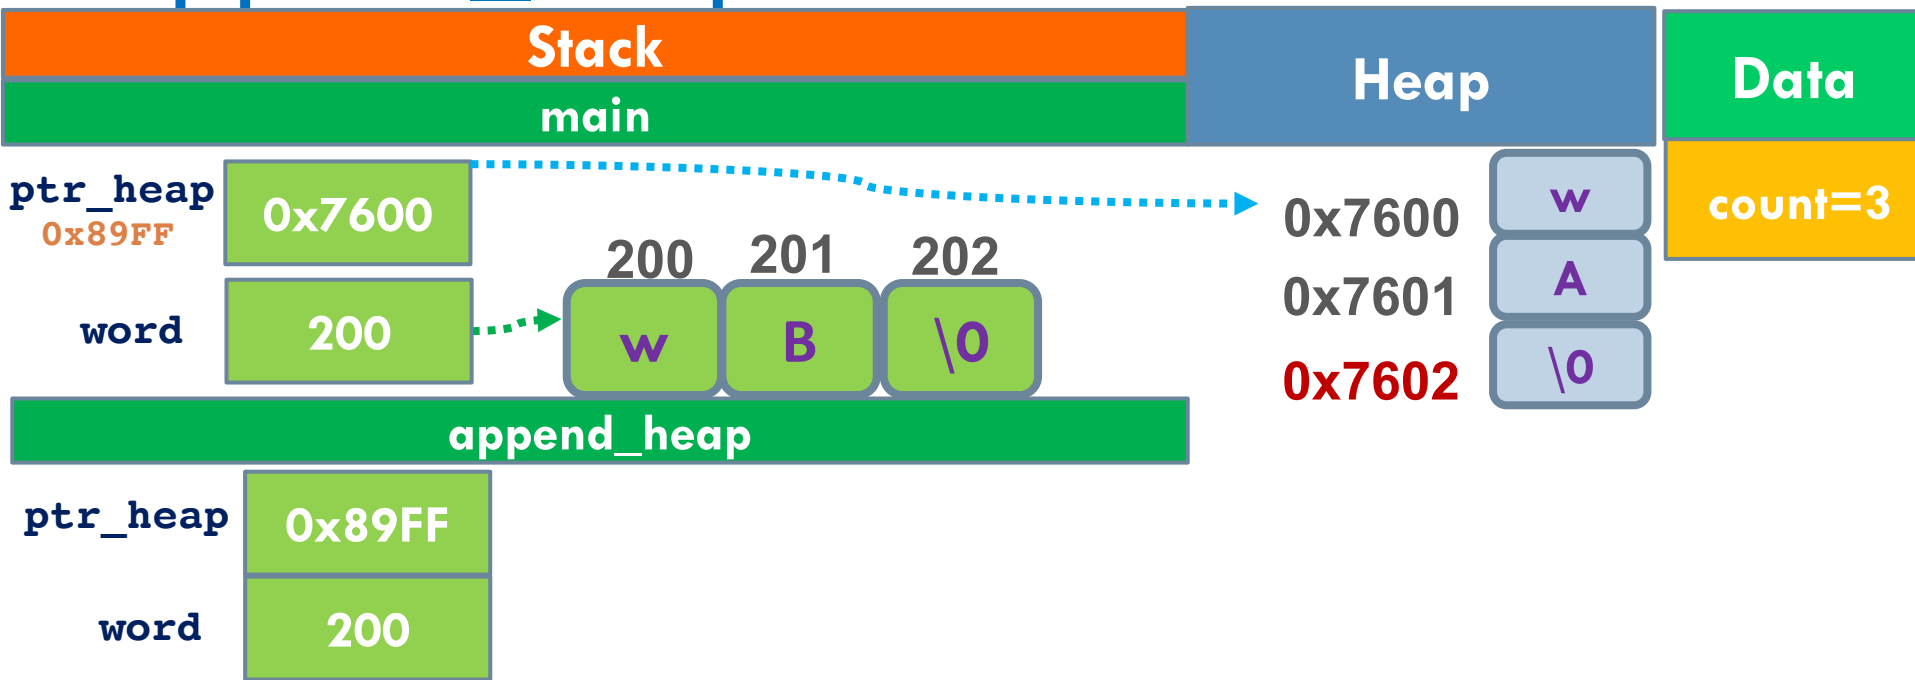 Stack
Heap
Data
main
ptr_heap
0x89FF
0x7600
0x7600
w
count=3
200
201
202
word
200
w
B
\0
0x7601
A
0x7602
\0
append_heap
ptr_heap
0x89FF
word
200